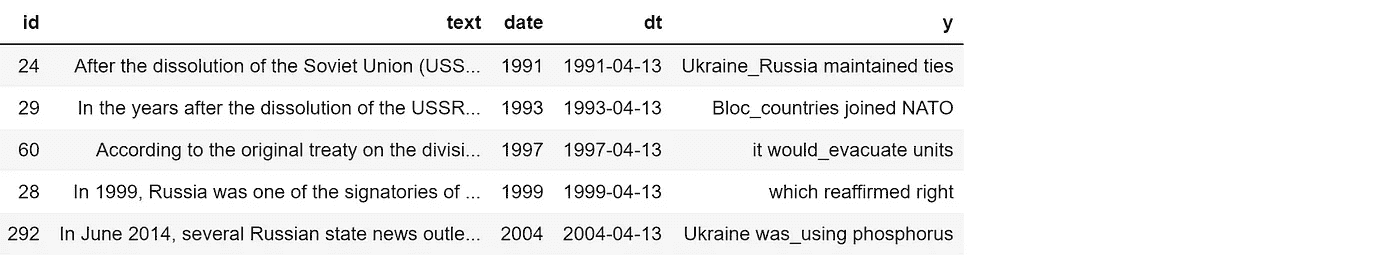 id text date dt y
24 After the dissolution of the Soviet Union (USS... 1991 1991-04-13 Ukraine_Russia maintained ties
29 In the years after the dissolution of the USSR... 1993 1993-04-13 Bloc_countries joined NATO
60 According to the original treaty on the divisi... 1997 1997-04-13 it would_evacuate units
28 In 1999, Russia was one of the signatories of ... 1999 1999-04-13 which reaffirmed right
292 In June 2014, several Russian state news outle... 2004 2004-04-13 Ukraine was_using phosphorus